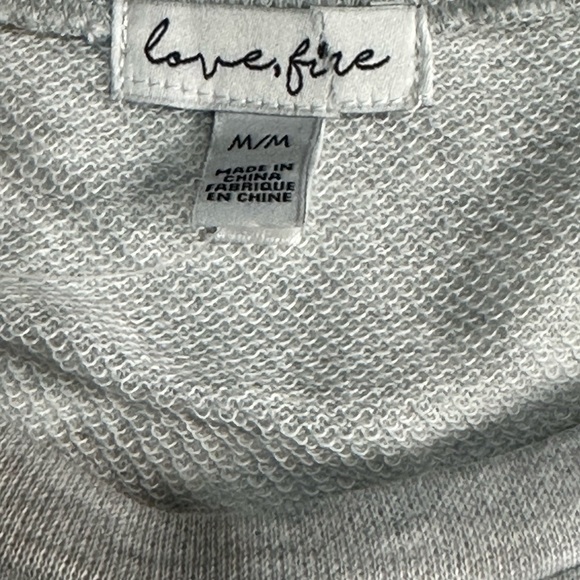 love, fire
M/M
MADE IN
CHINA
FABRIQUE
EN CHINE